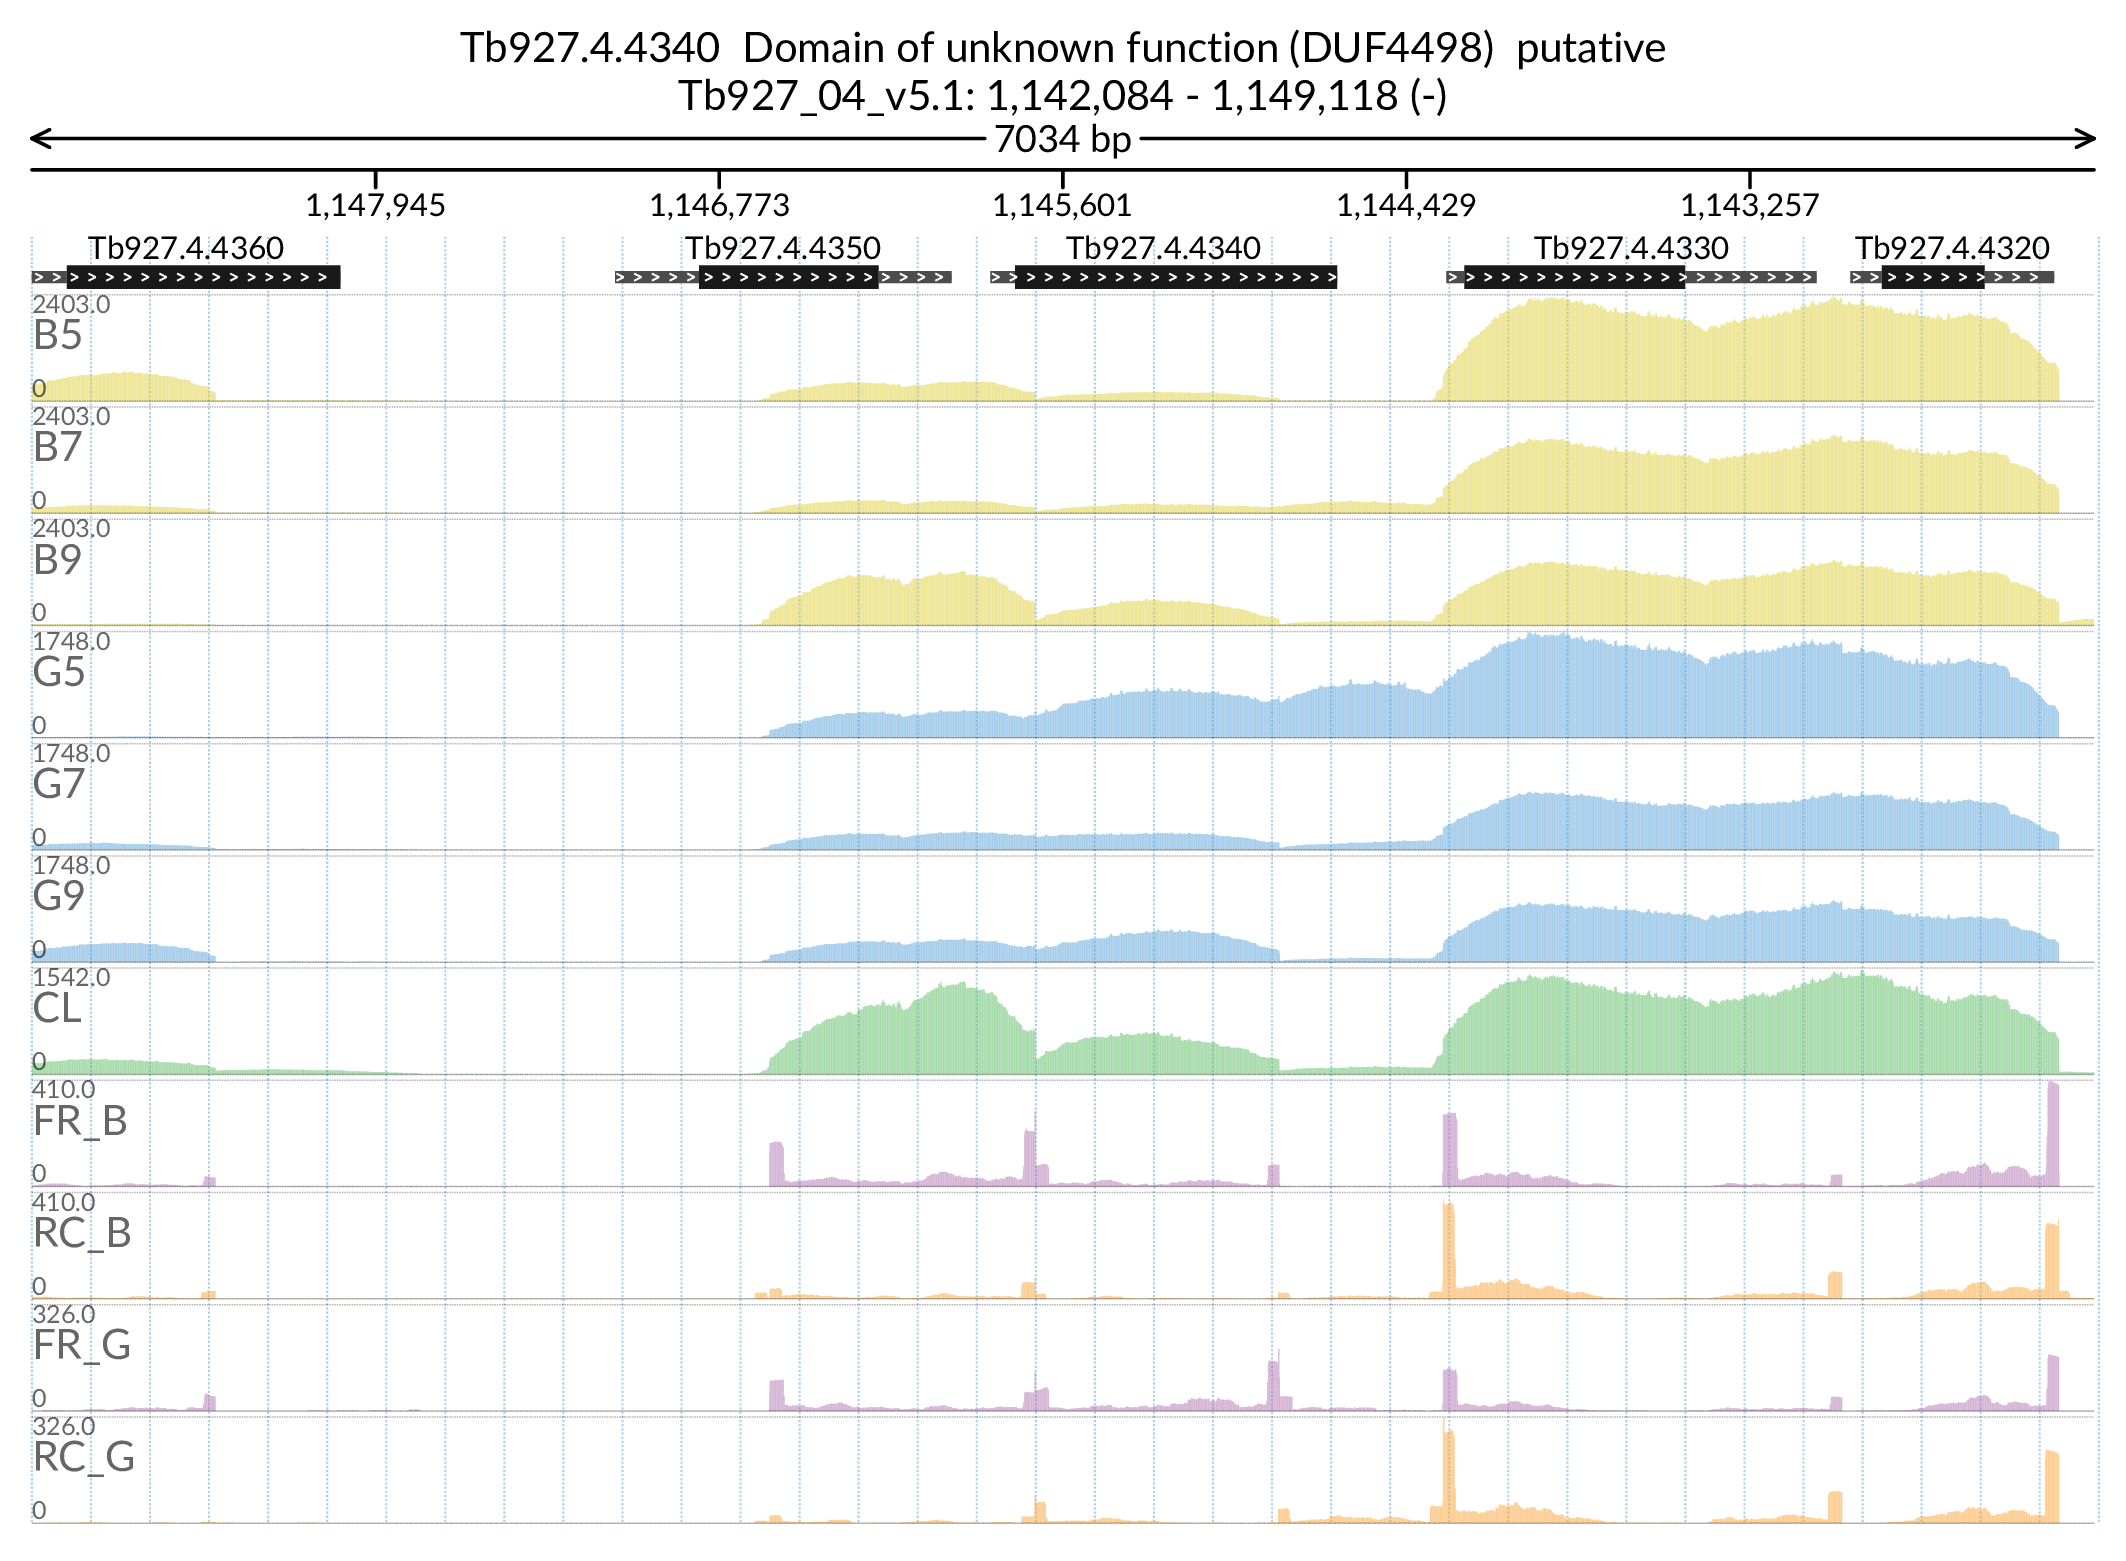 Tb927.4.4340  Domain of unknown function (DUF4498)  putative
Tb927_04_v5.1: 1,142,084 - 1,149,118 (-)
7034 bp
1,147,945 1,146,773 1,145,601 1,144,429 1,143,257
Tb927.4.4360 Tb927.4.4350 Tb927.4.4340 Tb927.4.4330 Tb927.4.4320
2403.0
B5
0
2403.0
B7
0
2403.0
B9
0
1748.0
G5
0
1748.0
G7
0
1748.0
G9
0
1542.0
CL
0
410.0
FR_B
0
410.0
RC_B
0
326.0
FR_G
0
326.0
RC_G
0